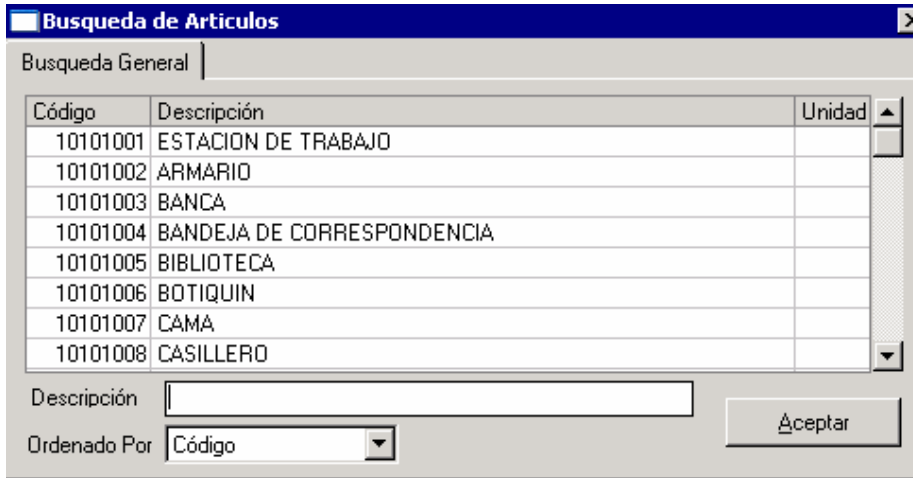 Busqueda de Articulos
Busqueda General
Código Descripción Unidad
10101001 ESTACION DE TRABAJO
10101002 ARMARIO
10101003 BANCA
10101004 BANDEJA DE CORRESPONDENCIA
10101005 BIBLIOTECA
10101006 BOTIQUIN
10101007 CAMA
10101008 CASILLERO
Descripción
Aceptar
Ordenado Por Código